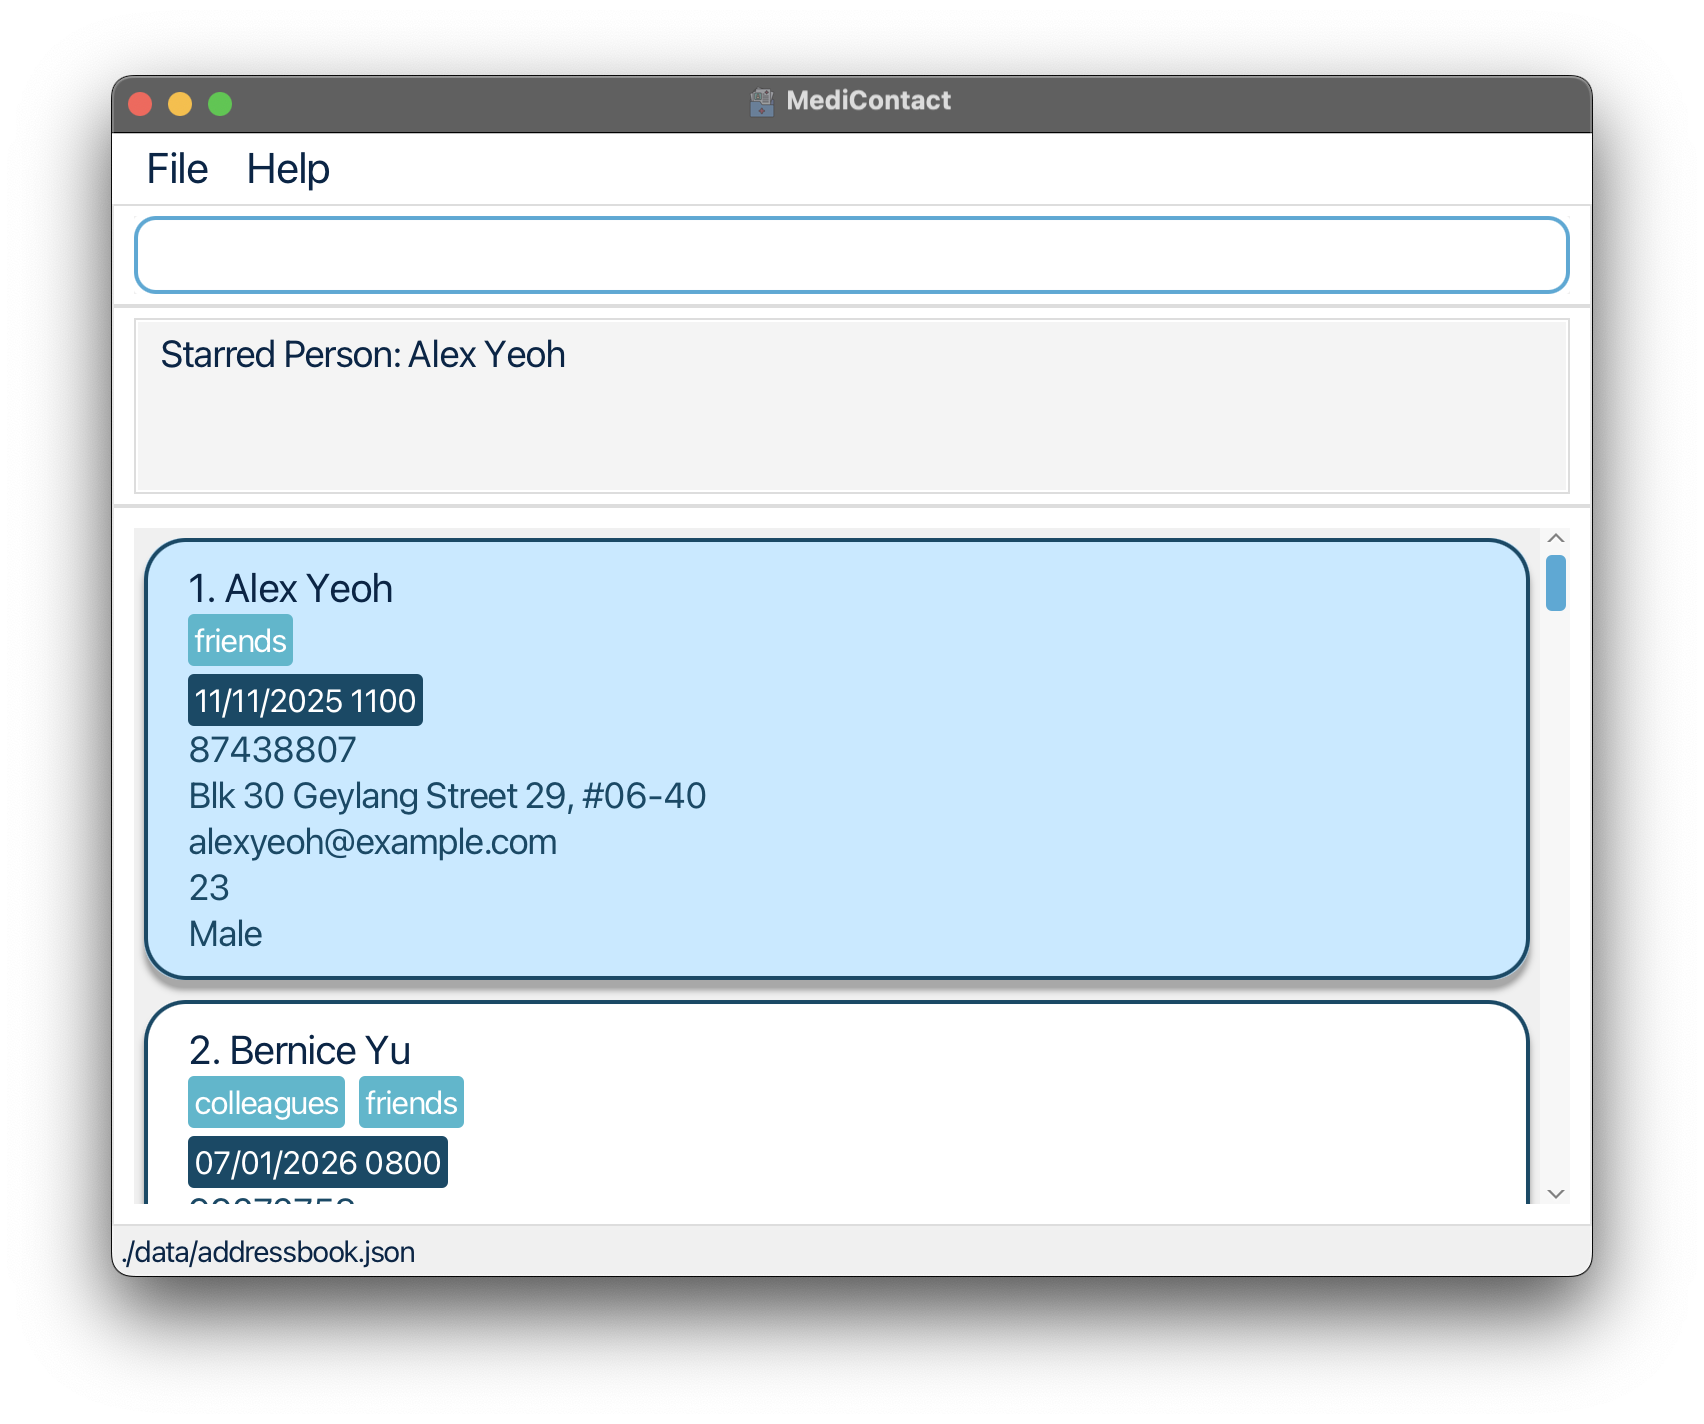 MediContact
File Help
Starred Person: Alex Yeoh
1. Alex Yeoh
friends
11/11/2025 1100
87438807
Blk 30 Geylang Street 29, #06-40
alexyeoh@example.com
23
Male
2. Bernice Yu
colleagues friends
07/01/2026 0800
./data/addressbook.json